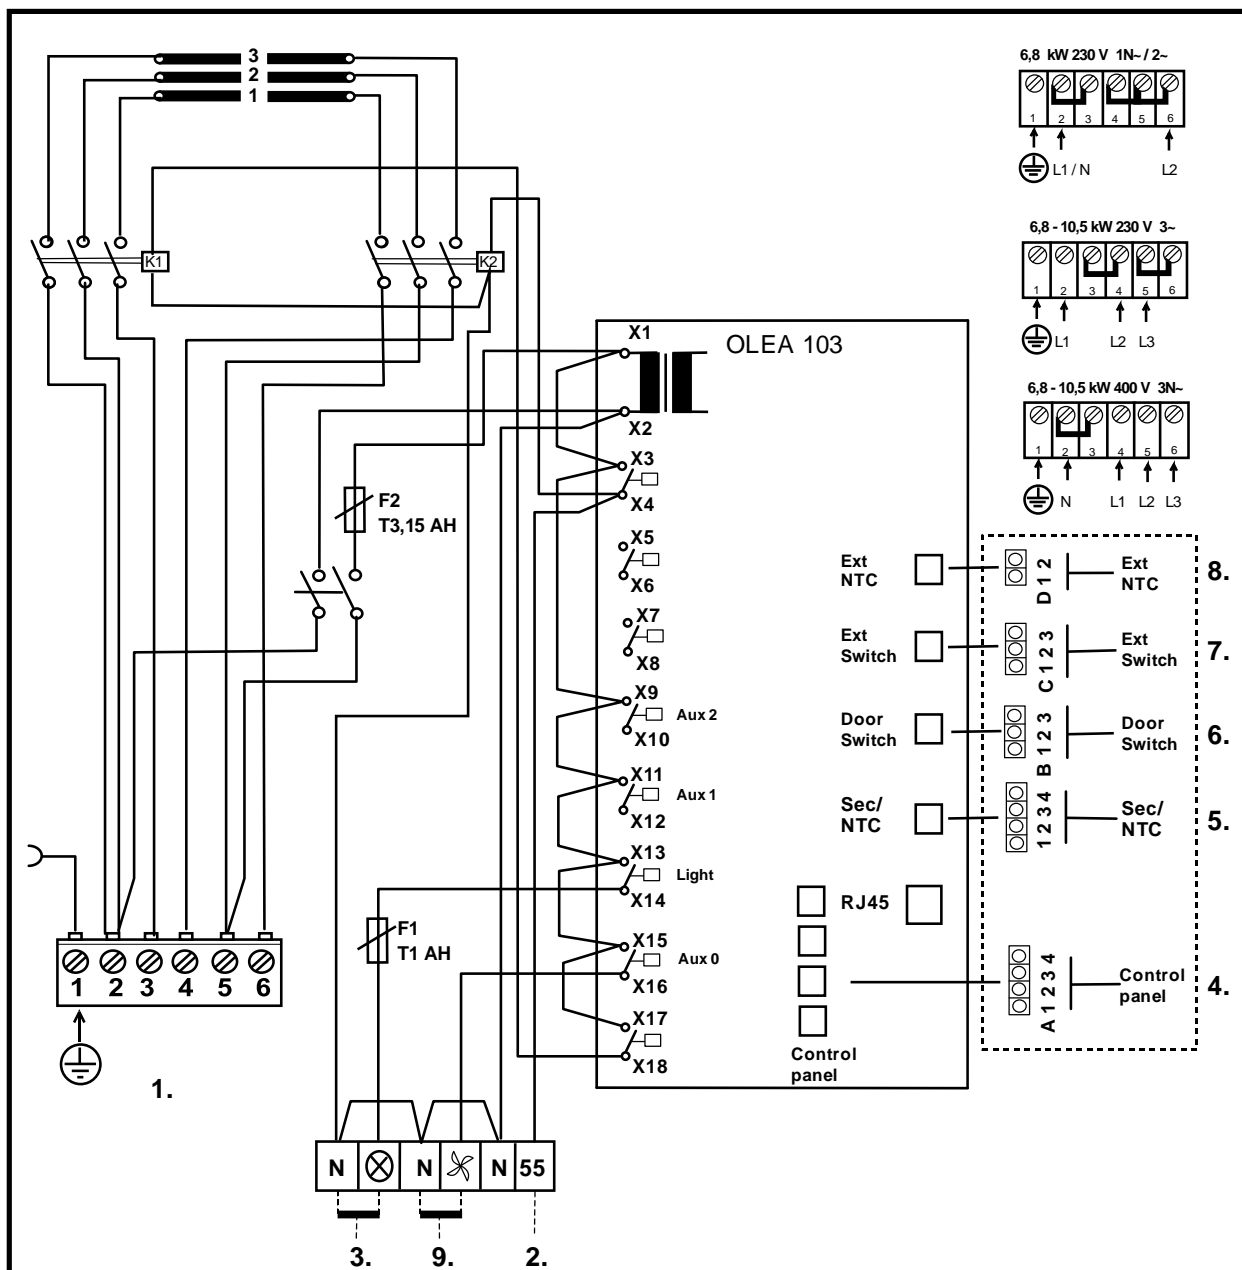 3
2
1
K1
K2
6,8 kW 230 V 1N~ / 2~
1 2 3 4 5 6
L1 / N L2
6,8 - 10,5 kW 230 V 3~
1 2 3 4 5 6
L1 L2 L3
6,8 - 10,5 kW 400 V 3N~
1 2 3 4 5 6
N L1 L2 L3
OLEA 103
X1
X2
X3
X4
X5
X6
X7
X8
X9
Aux 2
X10
X11
Aux 1
X12
X13
Light
X14
X15
Aux 0
X16
X17
X18
F2
T3,15 AH
F1
T1 AH
Ext
NTC
D 1 2
Ext
NTC
8.
Ext
Switch
C 1 2 3
Ext
Switch
7.
Door
Switch
B 1 2 3
Door
Switch
6.
Sec/
NTC
1 2 3 4
Sec/
NTC
5.
RJ45
Control
panel
A 1 2 3 4
Control
panel
4.
1 2 3 4 5 6
1.
N N N 55
3. 9. 2.